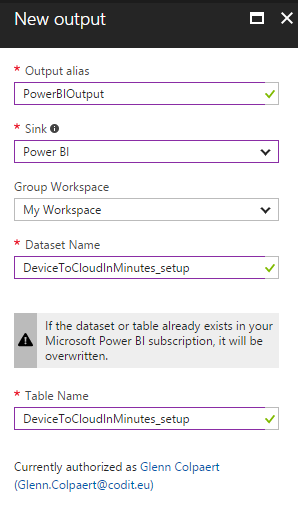 New output
* Output alias
PowerBIOutput
* Sink
Power BI
Group Workspace
My Workspace
* Dataset Name
DeviceToCloudInMinutes_setup
If the dataset or table already exists in your
Microsoft Power BI subscription, it will be
overwritten.
* Table Name
DeviceToCloudInMinutes_setup
Currently authorized as Glenn Colpaert
(Glenn.Colpaert@codit.eu)